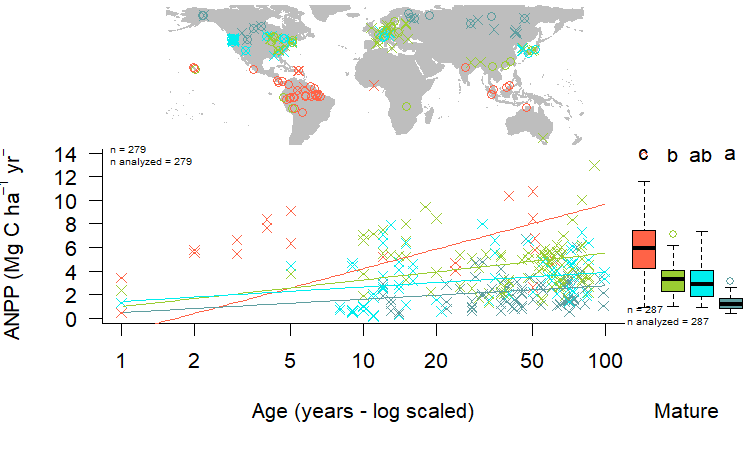 n = 279
n analyzed = 279
ANPP (Mg C ha⁻¹ yr⁻
14
12
10
8
6
4
2
0
c b ab a
n = 287
n analyzed = 287
1 2 5 10 20 50 100
Age (years - log scaled)
Mature